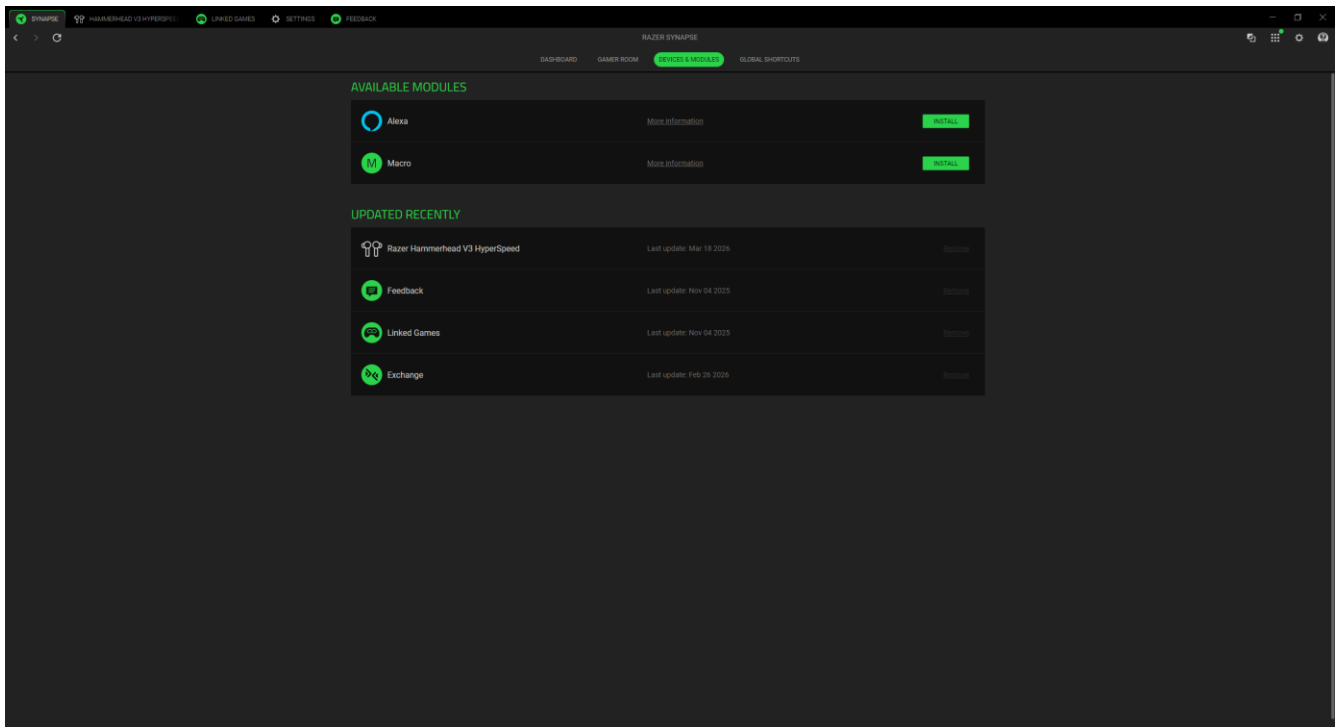 SYNAPSE HAMMERHEAD V3 HYPERSPEE LINKED GAMES SETTINGS FEEDBACK
RAZER SYNAPSE
DASHBOARD GAMER ROOM DEVICES & MODULES GLOBAL SHORTCUTS
AVAILABLE MODULES
Alexa More information INSTALL
M Macro More information INSTALL
UPDATED RECENTLY
Razer Hammerhead V3 HyperSpeed Last update: Mar 18 2026 Remove
Feedback Last update: Nov 04 2025 Remove
Linked Games Last update: Nov 04 2025 Remove
Exchange Last update: Feb 26 2026 Remove